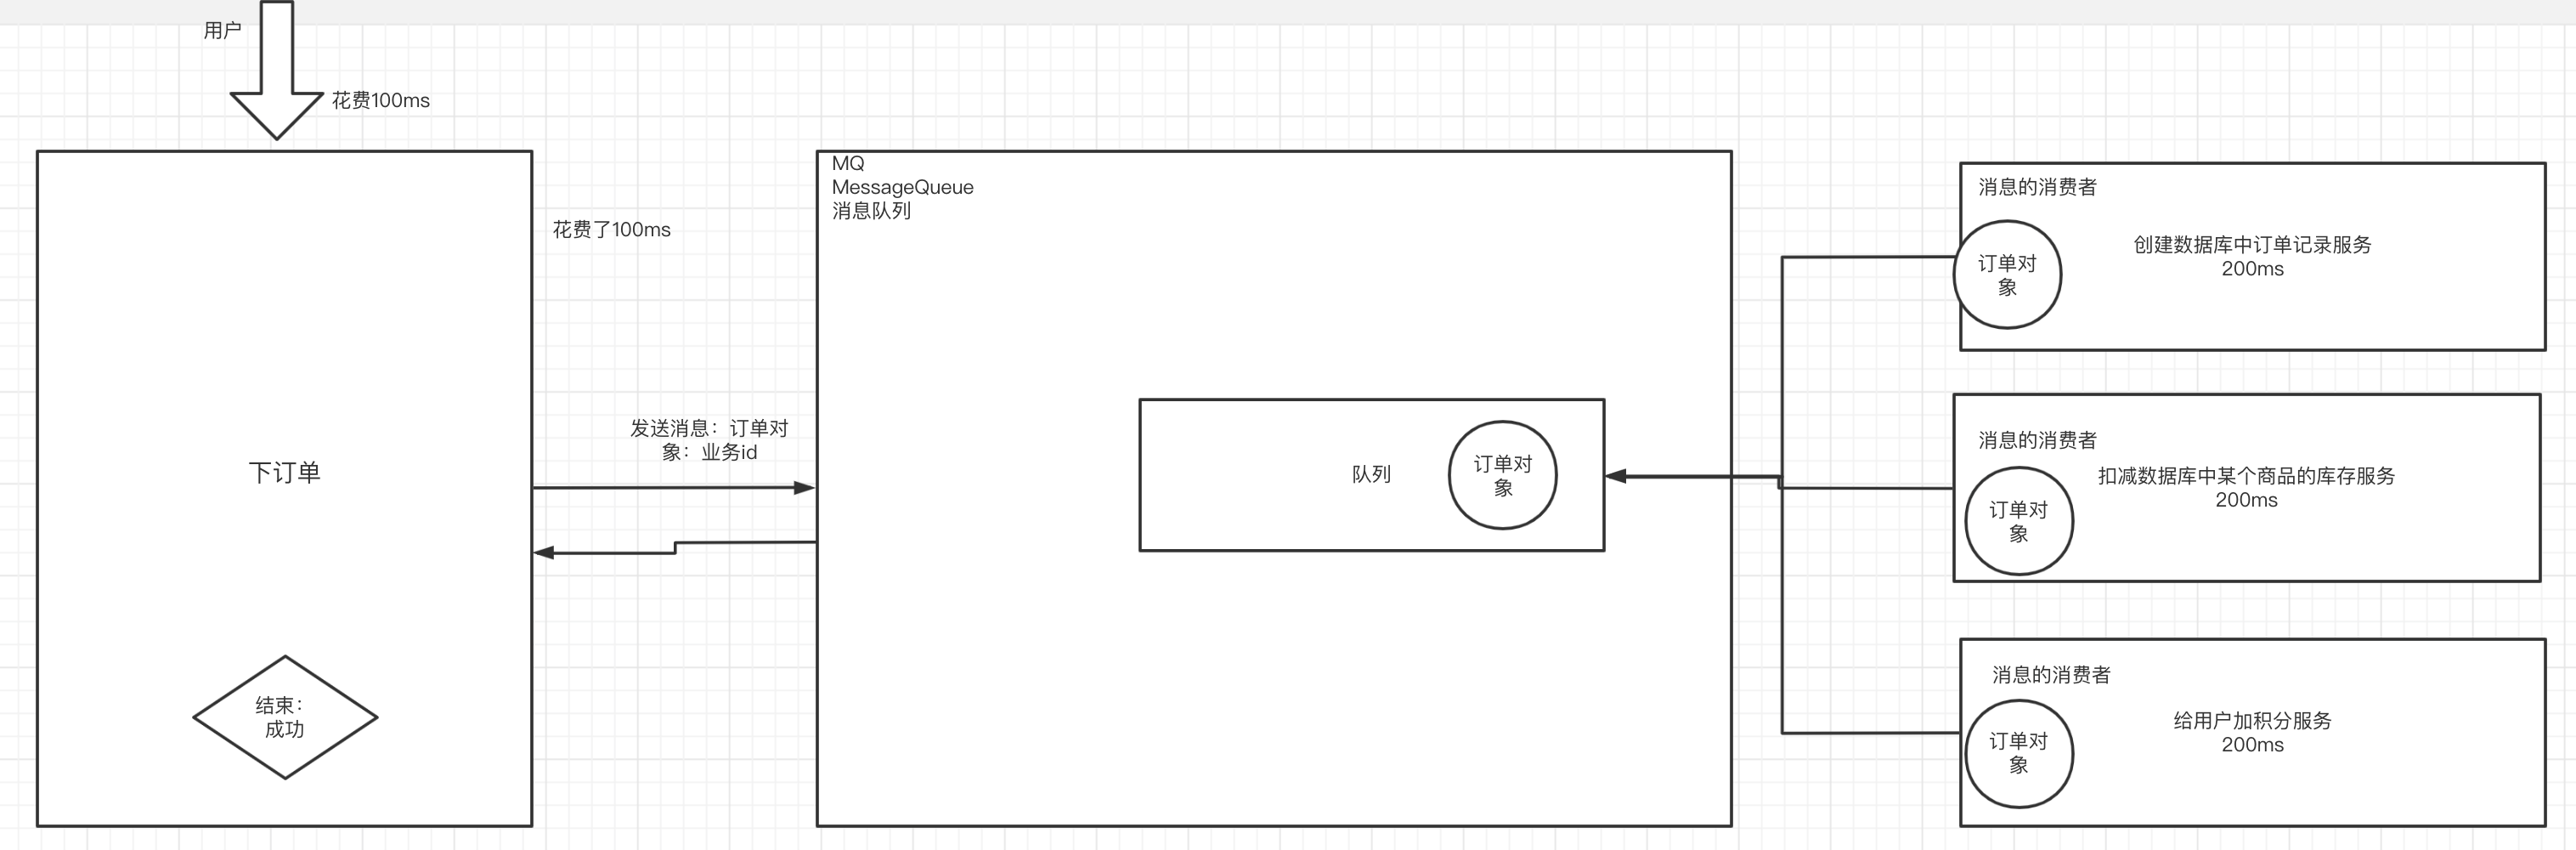 用户
花费100ms
花费了100ms
下订单
结束：
成功
发送消息：订单对
象：业务id
MQ
MessageQueue
消息队列
队列
订单对
象
消息的消费者
订单对
象
创建数据库中订单记录服务
200ms
消息的消费者
订单对
象
扣减数据库中某个商品的库存服务
200ms
消息的消费者
订单对
象
给用户加积分服务
200ms